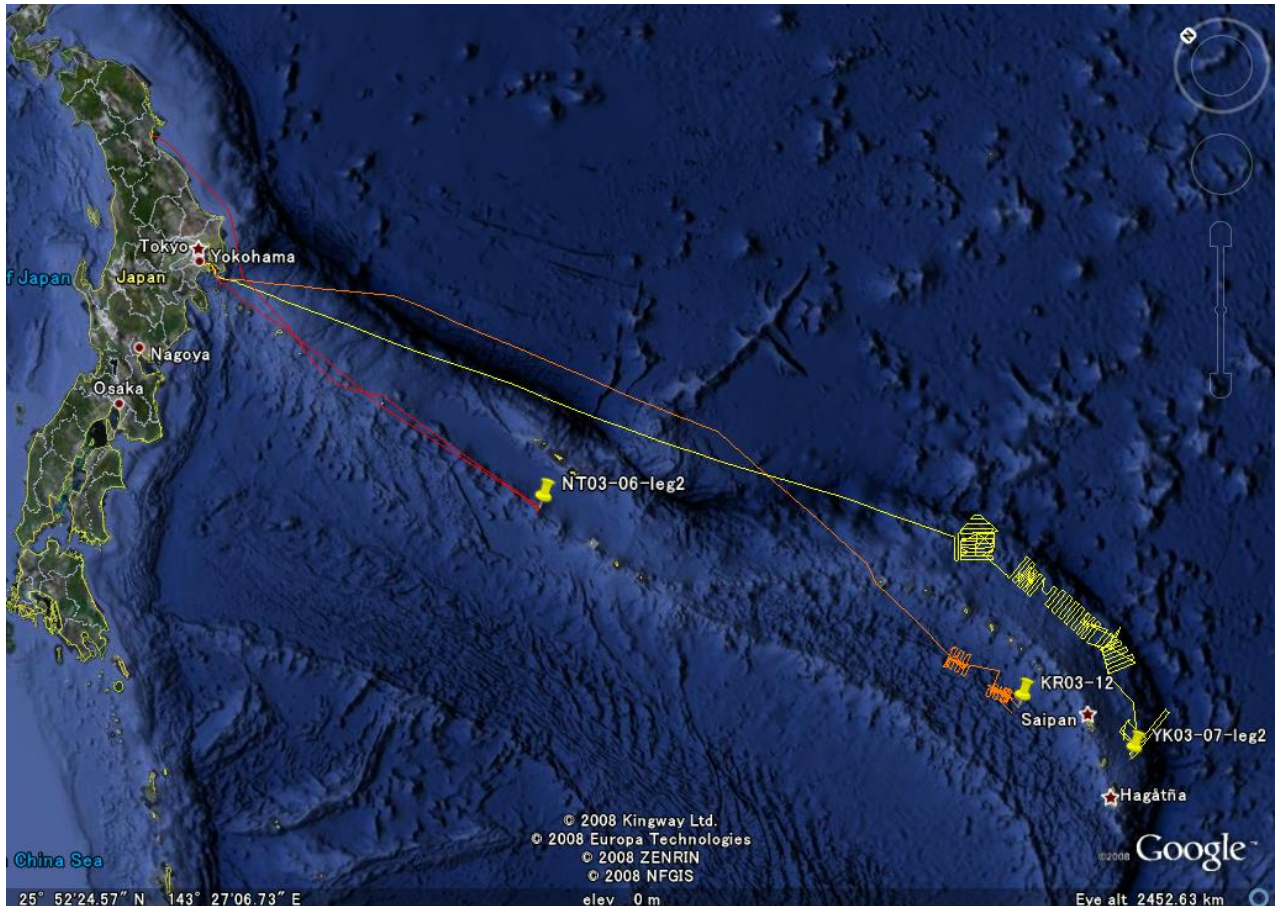 N
Tokyo
Yokohama
of Japan
Japan
Nagoya
Osaka
NT03-06-leg2
KR03-12
Saipan
YK03-07-leg2
Hagåtña
© 2008 Kingway Ltd.
© 2008 Europa Technologies
© 2008 ZENRIN
© 2008 NFGIS
©2008 Google™
China Sea
25° 52'24.57" N 143° 27'06.73" E elev 0 m Eye alt 2452.63 km